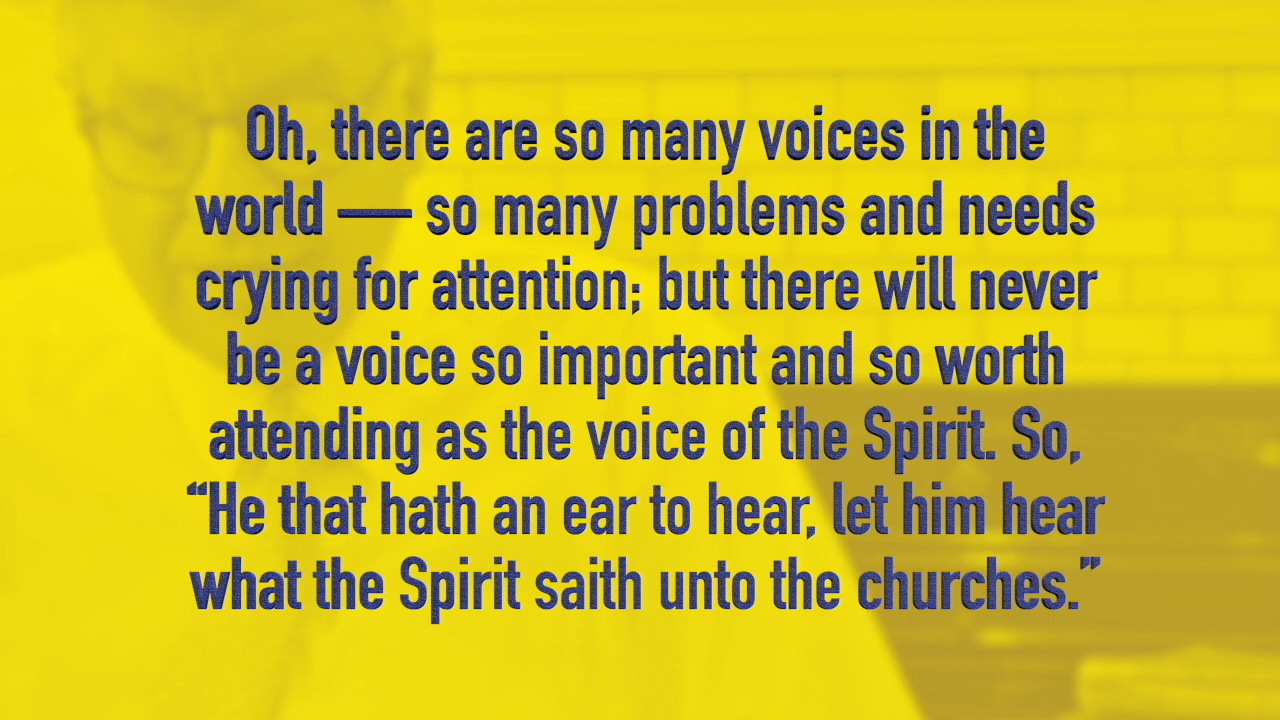 Oh, there are so many voices in the
world — so many problems and needs
crying for attention; but there will never
be a voice so important and so worth
attending as the voice of the Spirit. So,
“He that hath an ear to hear, let him hear
what the Spirit saith unto the churches.”